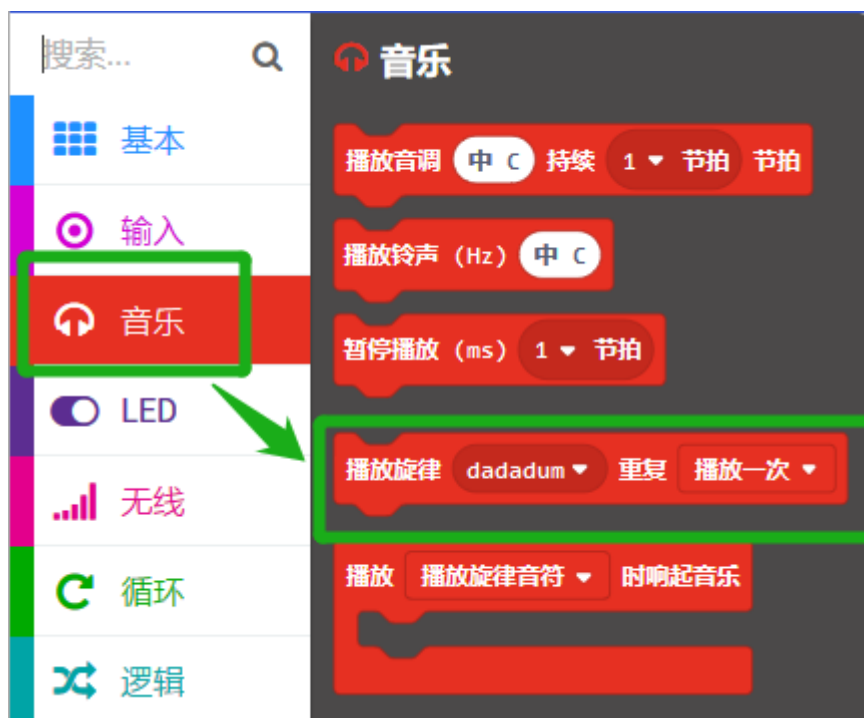 搜索...
基本
输入
音乐
LED
无线
循环
逻辑
音乐
播放音调 中 C 持续 1 节拍 节拍
播放铃声 (Hz) 中 C
暂停播放 (ms) 1 节拍
播放旋律 dadadum 重复 播放一次
播放 播放旋律音符 时响起音乐